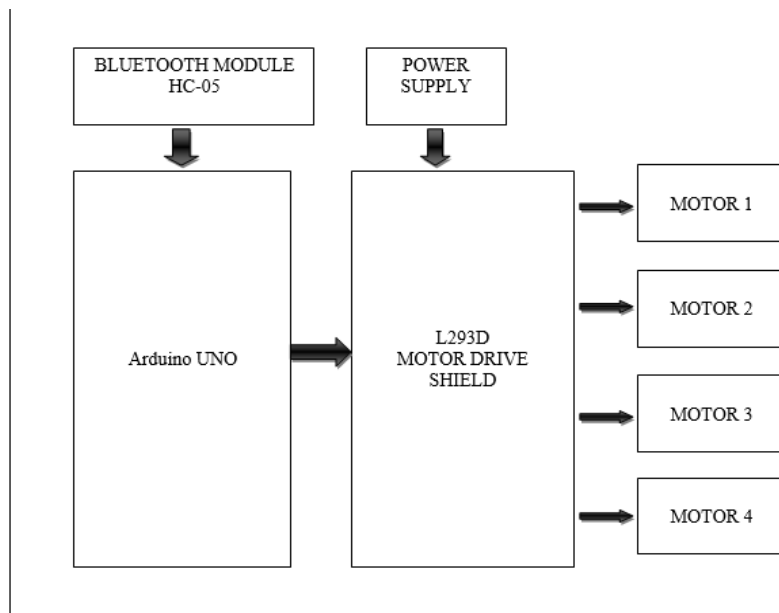 BLUETOOTH MODULE
HC-05
POWER
SUPPLY
Arduino UNO
L293D
MOTOR DRIVE
SHIELD
MOTOR 1
MOTOR 2
MOTOR 3
MOTOR 4